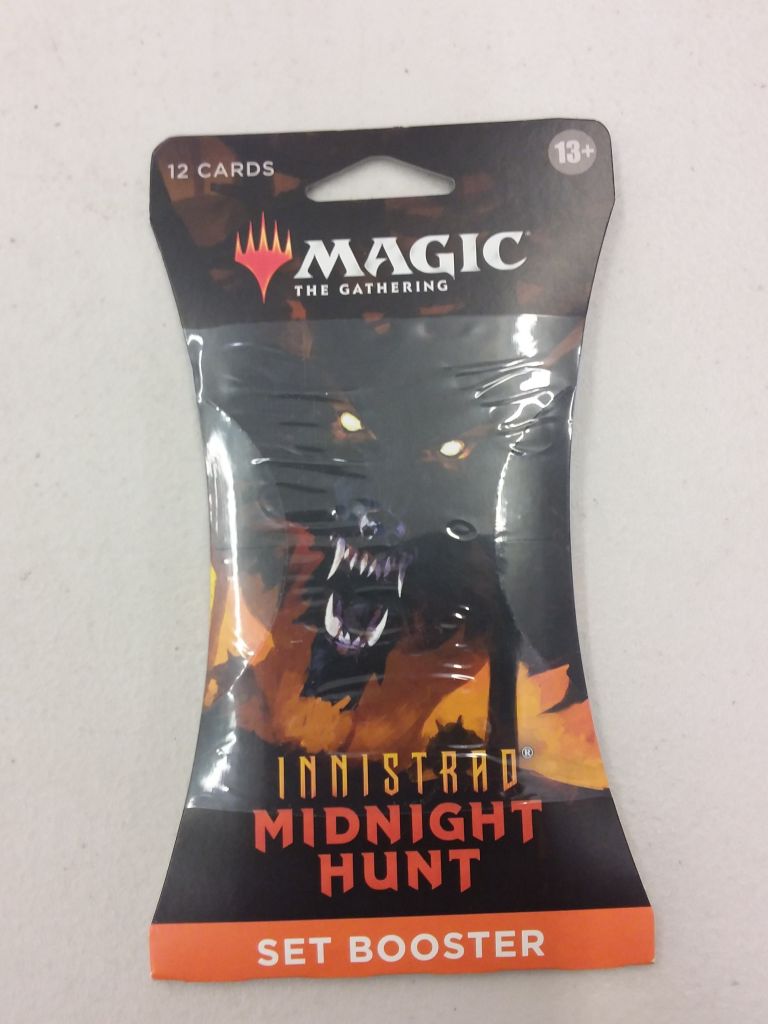 12 CARDS
13+
MAGIC
THE GATHERING
INNISTRAD®
MIDNIGHT
HUNT
SET BOOSTER